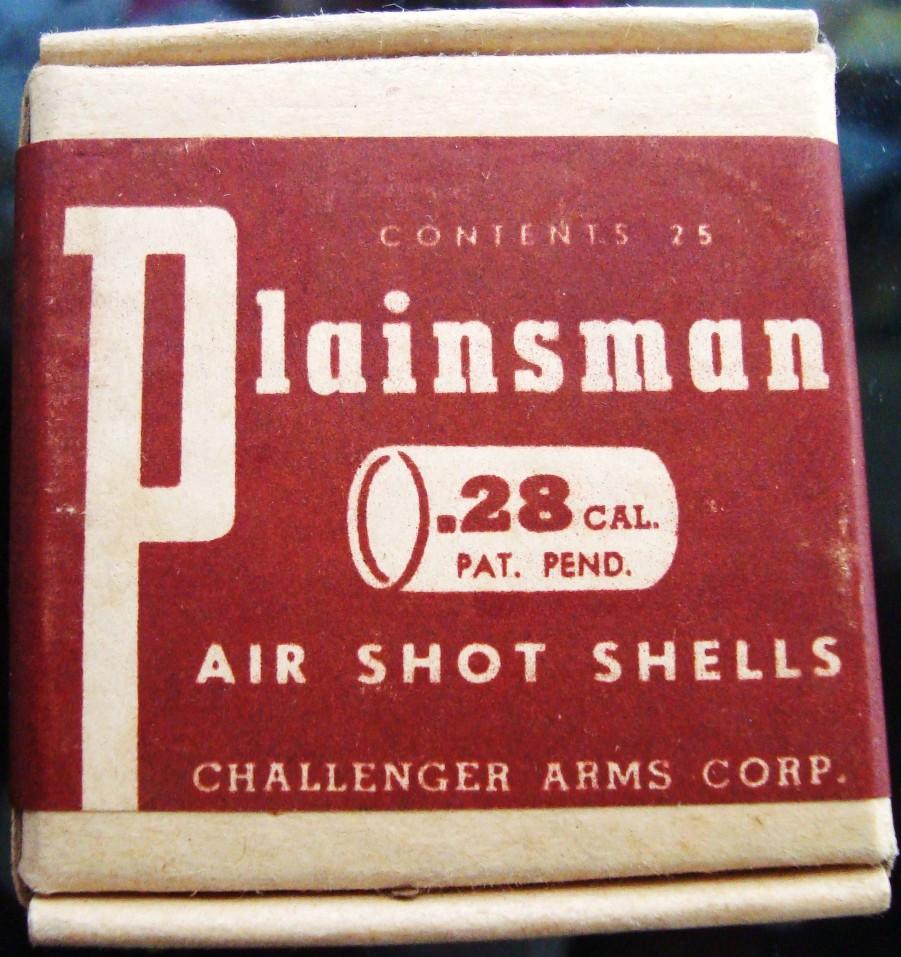 CONTENTS 25
Plainsman
.28 CAL.
PAT. PEND.
AIR SHOT SHELLS
CHALLENGER ARMS CORP.